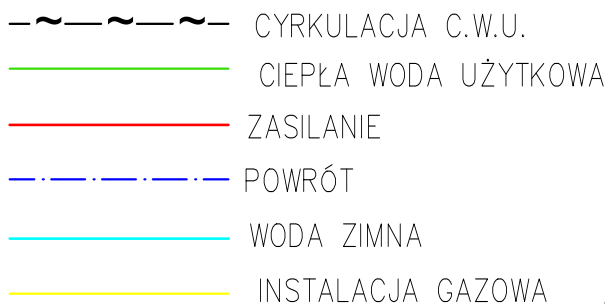 CYRKULACJA C.W.U.
CIEPŁA WODA UŻYTKOWA
ZASILANIE
POWRÓT
WODA ZIMNA
INSTALACJA GAZOWA